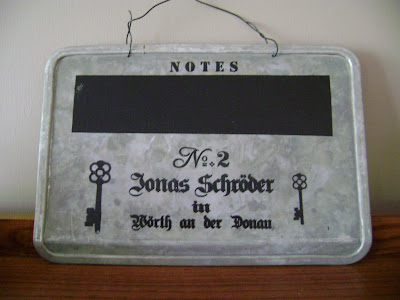 NOTES
No. 2
Jonas Schröder
in
Wörth an der Donau